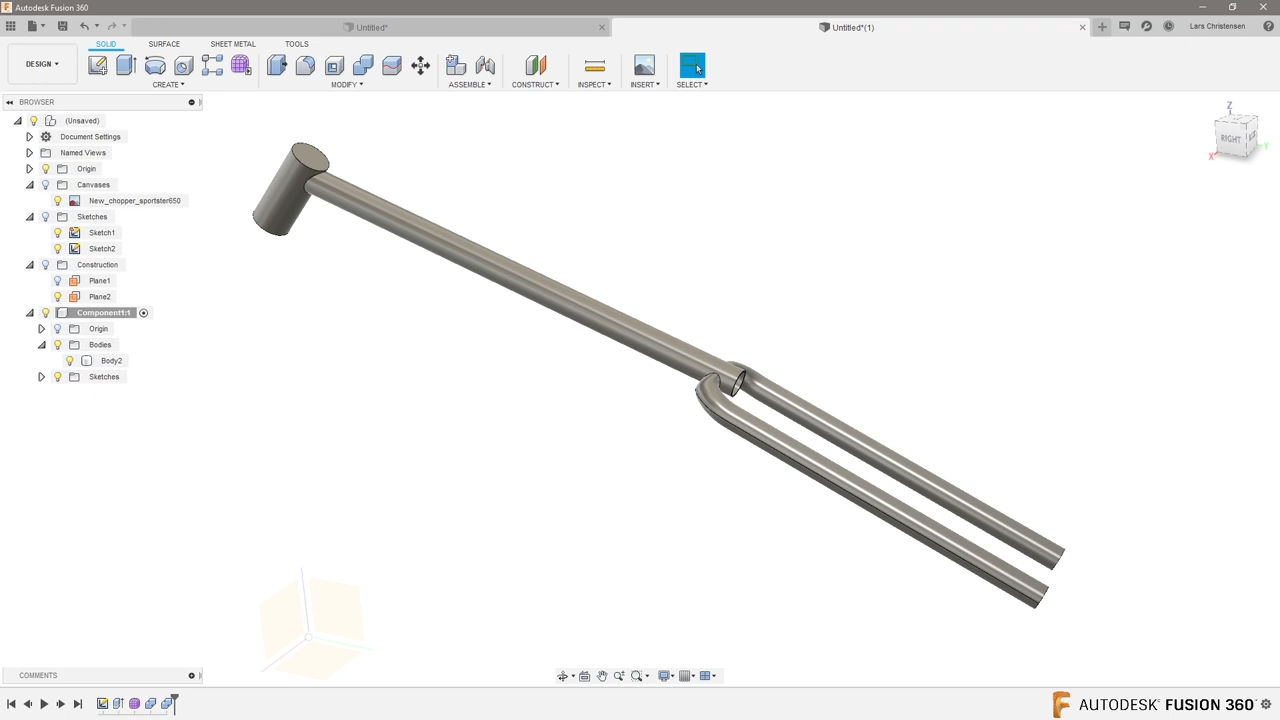 Autodesk Fusion 360
Untitled*
Untitled*(1)
Lars Christensen
DESIGN
SOLID
SURFACE
SHEET METAL
TOOLS
CREATE
MODIFY
ASSEMBLE
CONSTRUCT
INSPECT
INSERT
SELECT
BROWSER
(Unsaved)
Document Settings
Named Views
Origin
Canvases
New_chopper_sportster650
Sketches
Sketch1
Sketch2
Construction
Plane1
Plane2
Component1:1
Origin
Bodies
Body2
Sketches
Z
RIGHT
X
Y
COMMENTS
AUTODESK® FUSION 360™